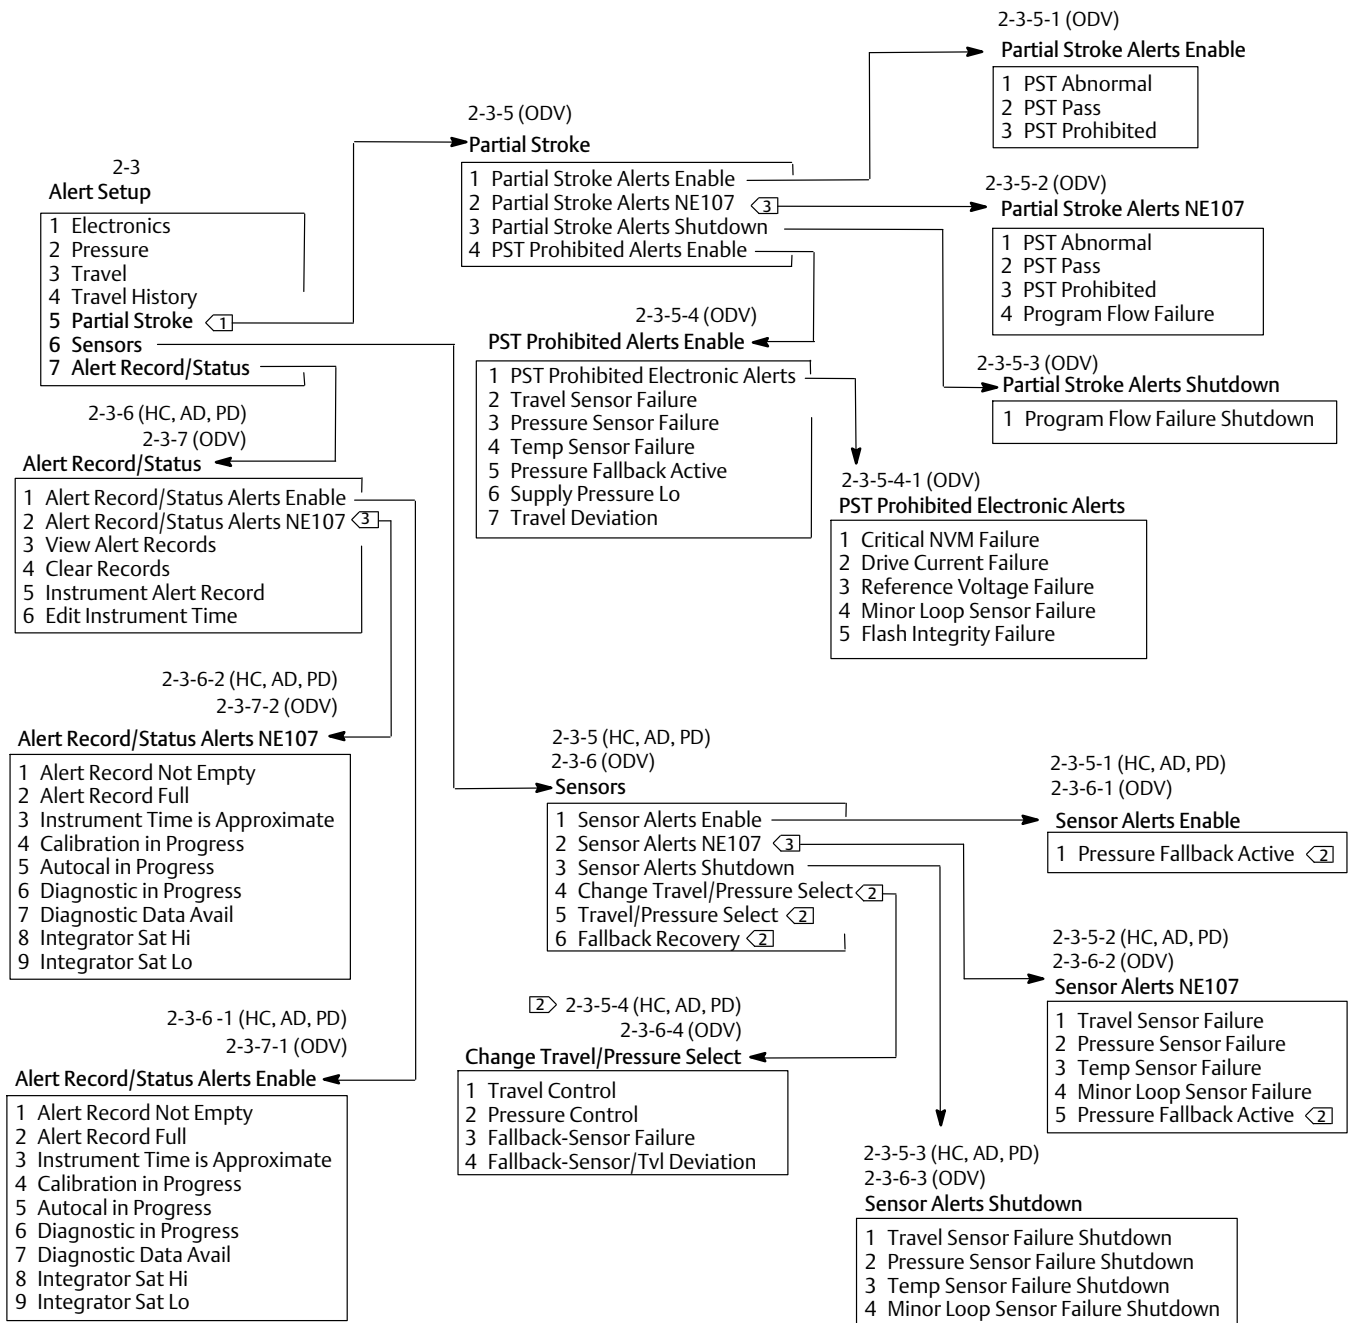 2-3
Alert Setup
1 Electronics
2 Pressure
3 Travel
4 Travel History
5 Partial Stroke 1
6 Sensors
7 Alert Record/Status
2-3-5 (ODV)
Partial Stroke
1 Partial Stroke Alerts Enable
2 Partial Stroke Alerts NE107 3
3 Partial Stroke Alerts Shutdown
4 PST Prohibited Alerts Enable
2-3-5-1 (ODV)
Partial Stroke Alerts Enable
1 PST Abnormal
2 PST Pass
3 PST Prohibited
2-3-5-2 (ODV)
Partial Stroke Alerts NE107
1 PST Abnormal
2 PST Pass
3 PST Prohibited
4 Program Flow Failure
2-3-5-3 (ODV)
Partial Stroke Alerts Shutdown
1 Program Flow Failure Shutdown
2-3-5-4 (ODV)
PST Prohibited Alerts Enable
1 PST Prohibited Electronic Alerts
2 Travel Sensor Failure
3 Pressure Sensor Failure
4 Temp Sensor Failure
5 Pressure Fallback Active
6 Supply Pressure Lo
7 Travel Deviation
2-3-5-4-1 (ODV)
PST Prohibited Electronic Alerts
1 Critical NVM Failure
2 Drive Current Failure
3 Reference Voltage Failure
4 Minor Loop Sensor Failure
5 Flash Integrity Failure
2-3-6 (HC, AD, PD)
2-3-7 (ODV)
Alert Record/Status
1 Alert Record/Status Alerts Enable
2 Alert Record/Status Alerts NE107 3
3 View Alert Records
4 Clear Records
5 Instrument Alert Record
6 Edit Instrument Time
2-3-6-2 (HC, AD, PD)
2-3-7-2 (ODV)
Alert Record/Status Alerts NE107
1 Alert Record Not Empty
2 Alert Record Full
3 Instrument Time is Approximate
4 Calibration in Progress
5 Autocal in Progress
6 Diagnostic in Progress
7 Diagnostic Data Avail
8 Integrator Sat Hi
9 Integrator Sat Lo
2-3-6 -1 (HC, AD, PD)
2-3-7-1 (ODV)
Alert Record/Status Alerts Enable
1 Alert Record Not Empty
2 Alert Record Full
3 Instrument Time is Approximate
4 Calibration in Progress
5 Autocal in Progress
6 Diagnostic in Progress
7 Diagnostic Data Avail
8 Integrator Sat Hi
9 Integrator Sat Lo
2-3-5 (HC, AD, PD)
2-3-6 (ODV)
Sensors
1 Sensor Alerts Enable
2 Sensor Alerts NE107 3
3 Sensor Alerts Shutdown
4 Change Travel/Pressure Select 2
5 Travel/Pressure Select 2
6 Fallback Recovery 2
2-3-5-1 (HC, AD, PD)
2-3-6-1 (ODV)
Sensor Alerts Enable
1 Pressure Fallback Active 2
2-3-5-2 (HC, AD, PD)
2-3-6-2 (ODV)
Sensor Alerts NE107
1 Travel Sensor Failure
2 Pressure Sensor Failure
3 Temp Sensor Failure
4 Minor Loop Sensor Failure
5 Pressure Fallback Active 2
2 2-3-5-4 (HC, AD, PD)
2-3-6-4 (ODV)
Change Travel/Pressure Select
1 Travel Control
2 Pressure Control
3 Fallback-Sensor Failure
4 Fallback-Sensor/Tvl Deviation
2-3-5-3 (HC, AD, PD)
2-3-6-3 (ODV)
Sensor Alerts Shutdown
1 Travel Sensor Failure Shutdown
2 Pressure Sensor Failure Shutdown
3 Temp Sensor Failure Shutdown
4 Minor Loop Sensor Failure Shutdown